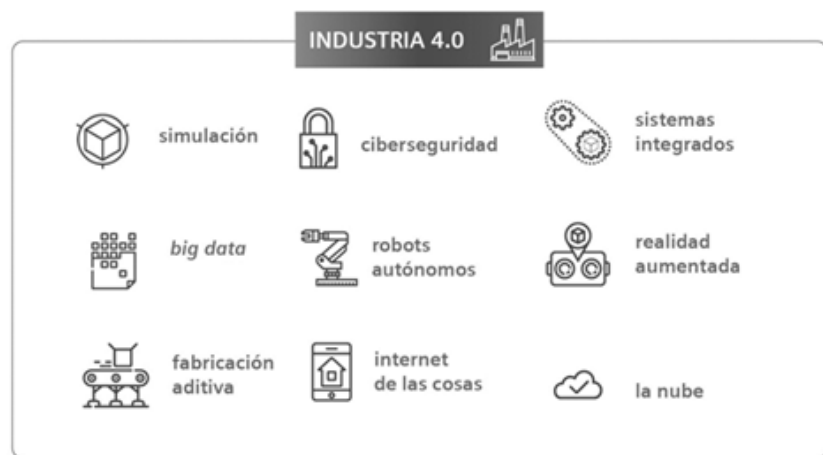 INDUSTRIA 4.0
simulación
ciberseguridad
sistemas
integrados
big data
robots
autónomos
realidad
aumentada
fabricación
aditiva
internet
de las cosas
la nube